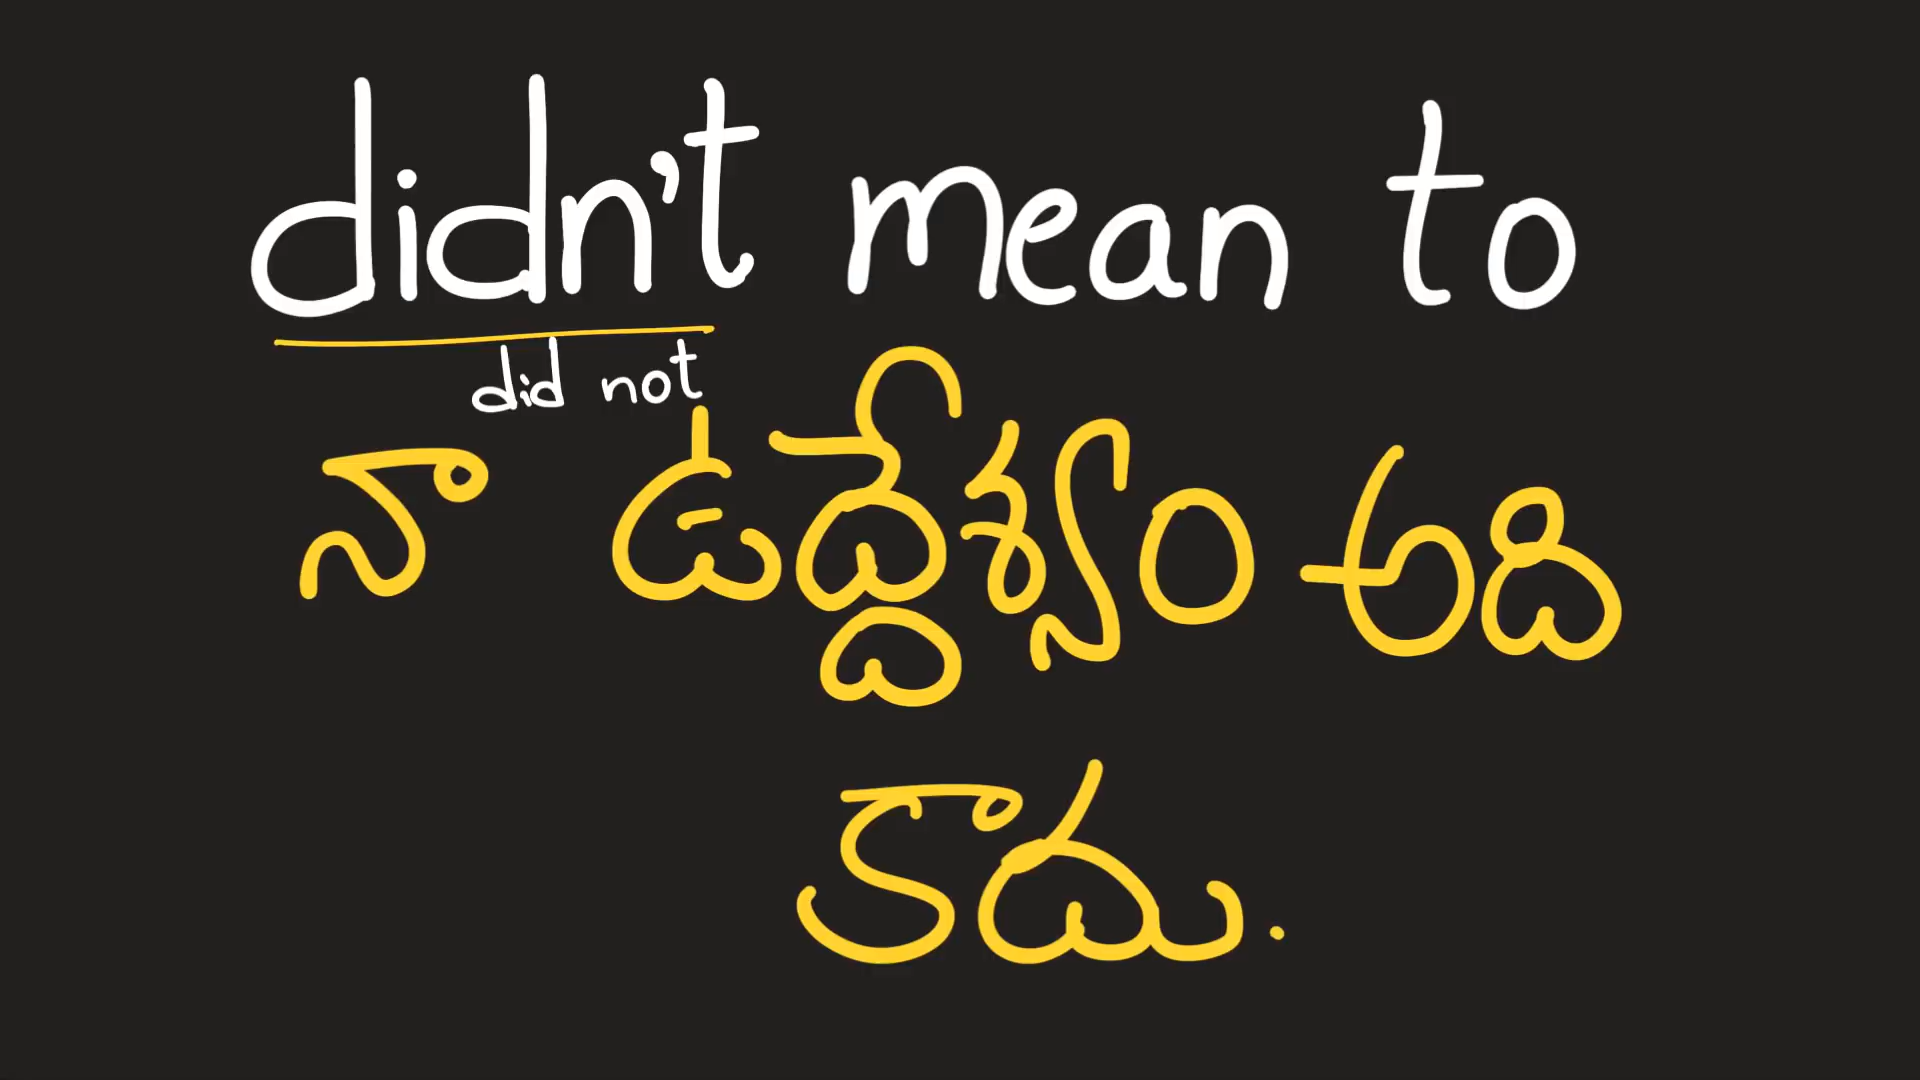 didn't mean to
did not
నా ఉద్దేశ్యం అది
కాదు.